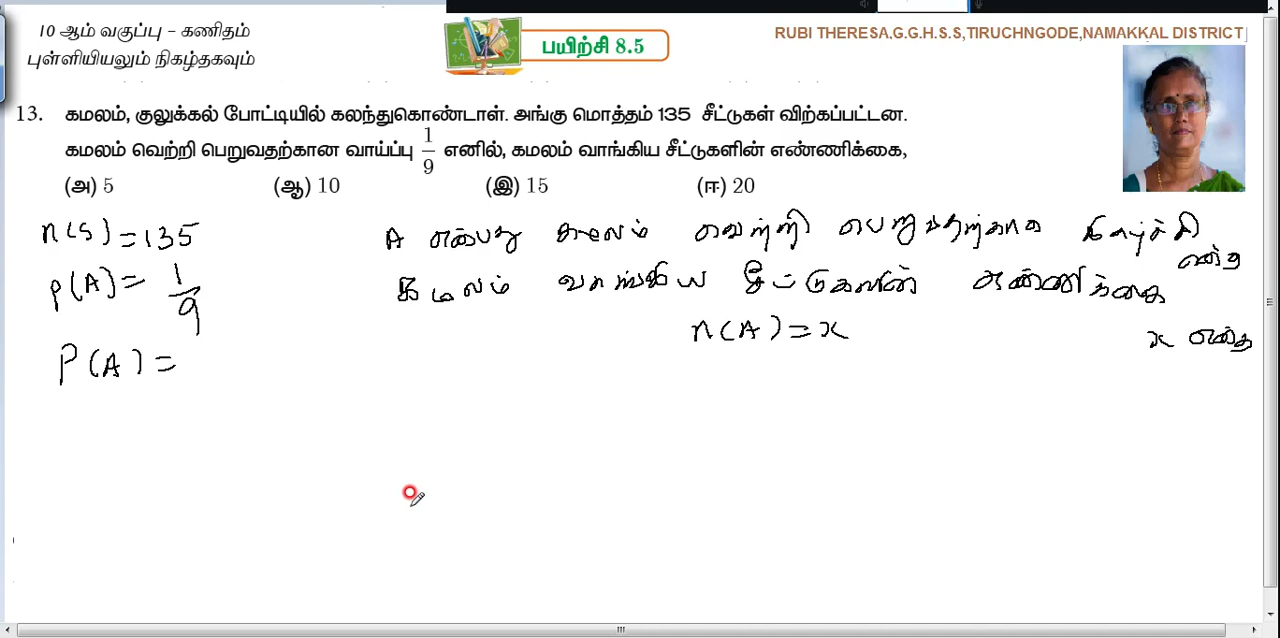 10 ஆம் வகுப்பு – கணிதம்
புள்ளியியலும் நிகழ்தகவும்
பயிற்சி 8.5
RUBI THERESA,G.G.H.S.S,TIRUCHNGODE,NAMAKKAL DISTRICT
13. கமலம், குலுக்கல் போட்டியில் கலந்துகொண்டாள். அங்கு மொத்தம் 135 சீட்டுகள் விற்கப்பட்டன.
கமலம் வெற்றி பெறுவதற்கான வாய்ப்பு 1/9 எனில், கமலம் வாங்கிய சீட்டுகளின் எண்ணிக்கை,
(அ) 5 (ஆ) 10 (இ) 15 (ஈ) 20
n(S) = 135
A என்பது கமலம் வெற்றி பெறுவதற்கான நிகழ்ச்சி
என்க
P(A) = 1/9
கமலம் வாங்கிய சீட்டுகளின் எண்ணிக்கை
n(A) = x
x என்க
P(A) =